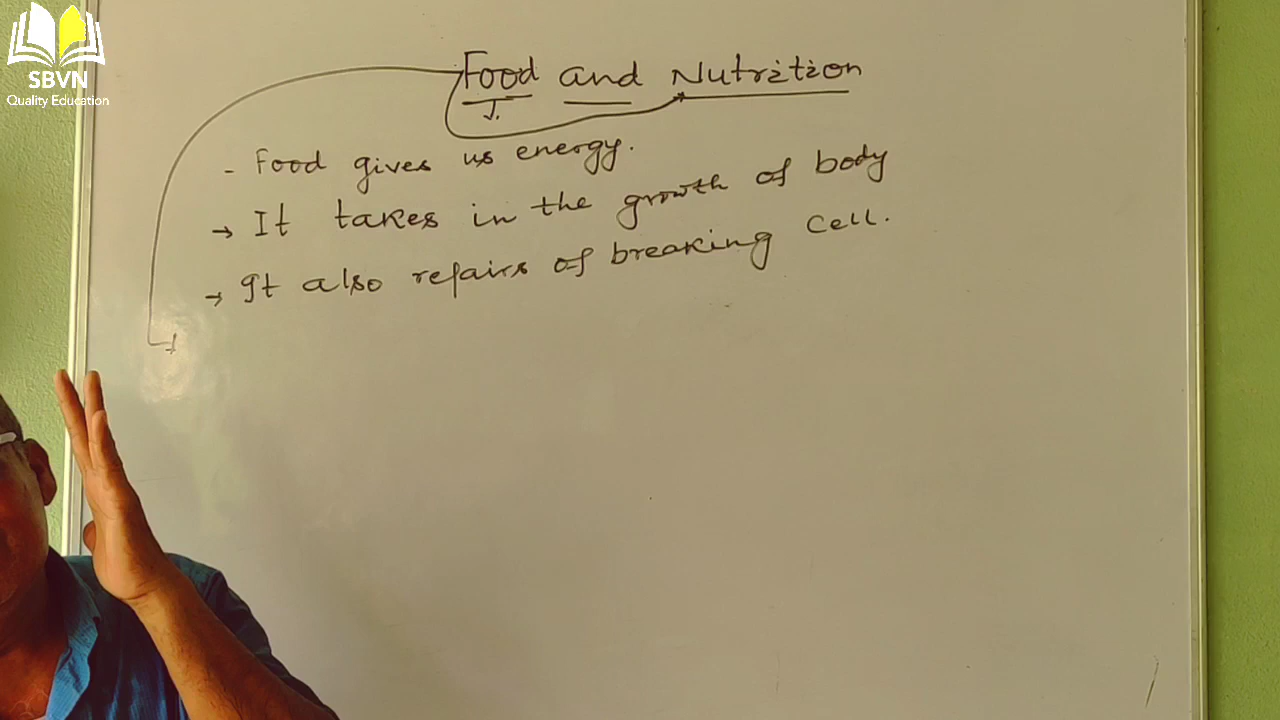 SBVN
Quality Education
Food and Nutrition
- Food gives us energy.
→ It takes in the growth of body
→ It also repairs of breaking cell.